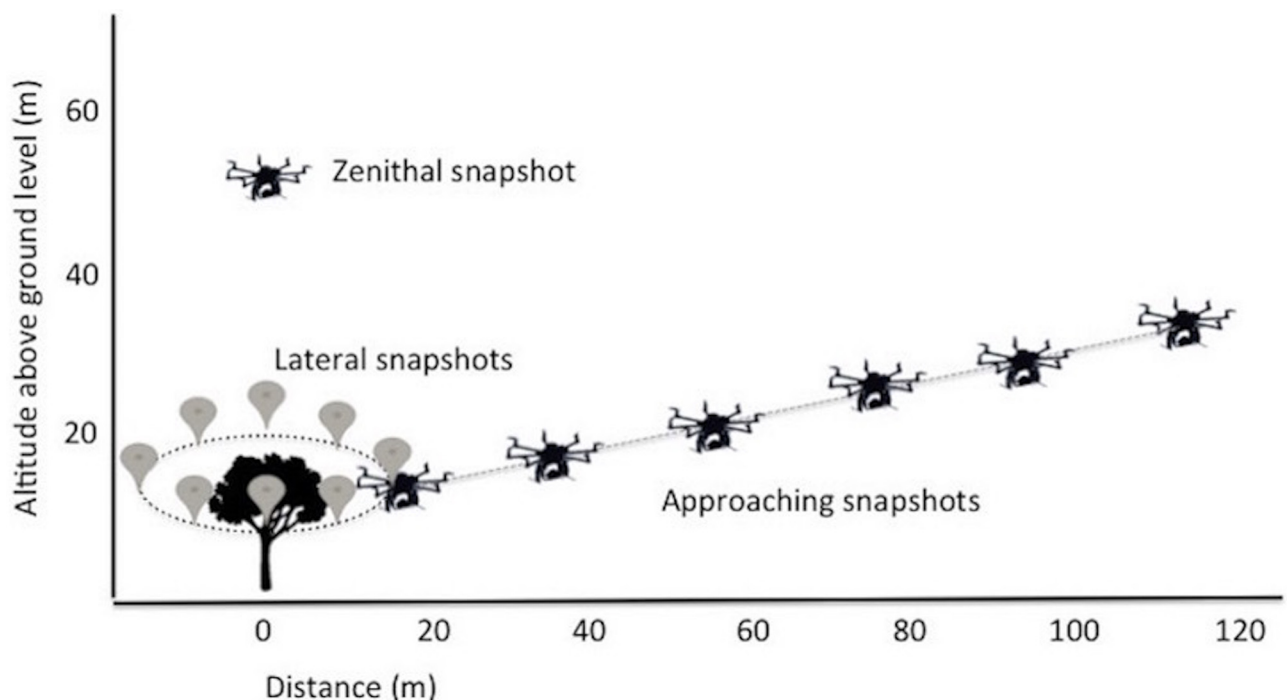 Altitude above ground level (m)
60
40
20
Zenithal snapshot
Lateral snapshots
Approaching snapshots
0 20 40 60 80 100 120
Distance (m)